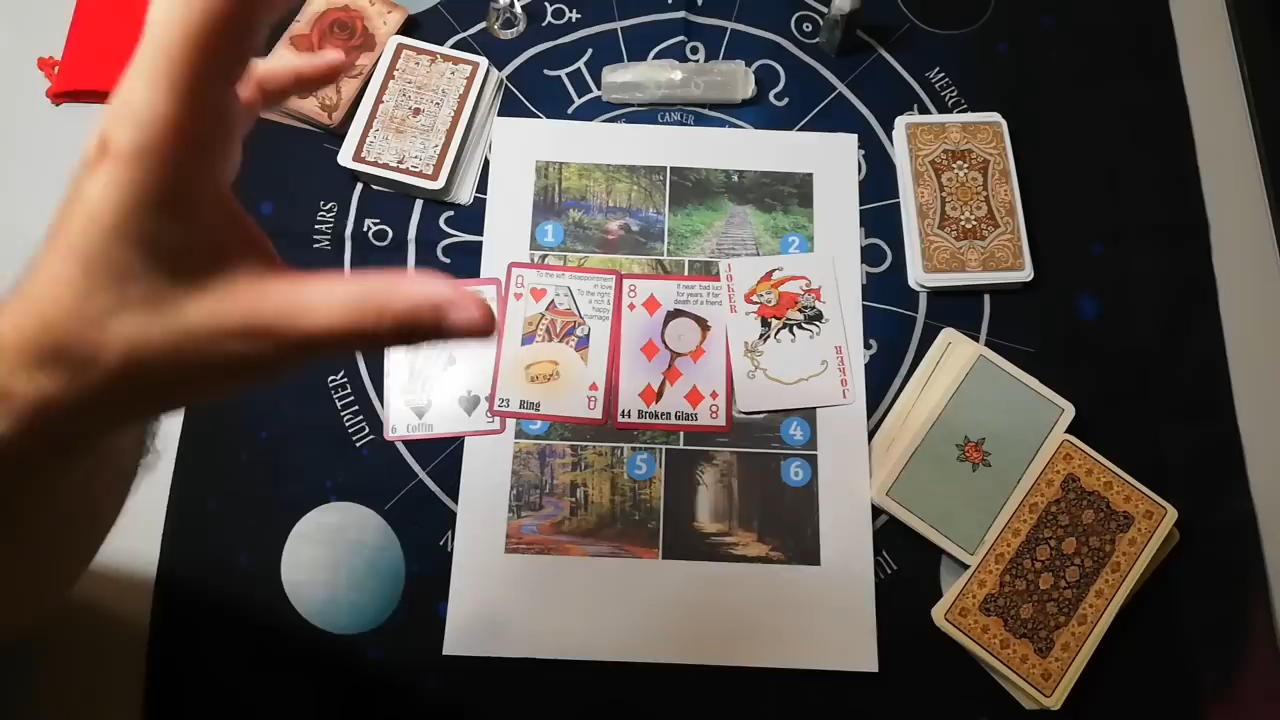 CANCER
MERCU
MARS
JUPITER
1
2
Q
To the left: disappointment
in love
To the right:
a rich &
happy
marriage
23 Ring
Q
8
If near bad luck
for years. If far
death of a friend.
44 Broken Glass
8
JOKER
JOKER
6 Coffin
3
4
5
6